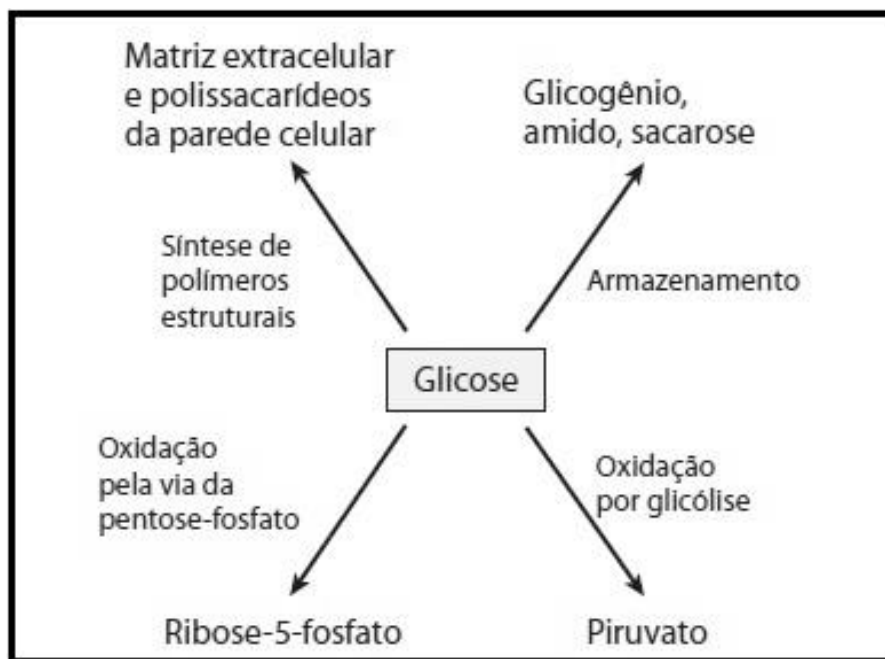 Matriz extracelular
e polissacarídeos
da parede celular
Glicogênio,
amido, sacarose
Síntese de
polímeros
estruturais
Armazenamento
Glicose
Oxidação
pela via da
pentose-fosfato
Oxidação
por glicólise
Ribose-5-fosfato
Piruvato